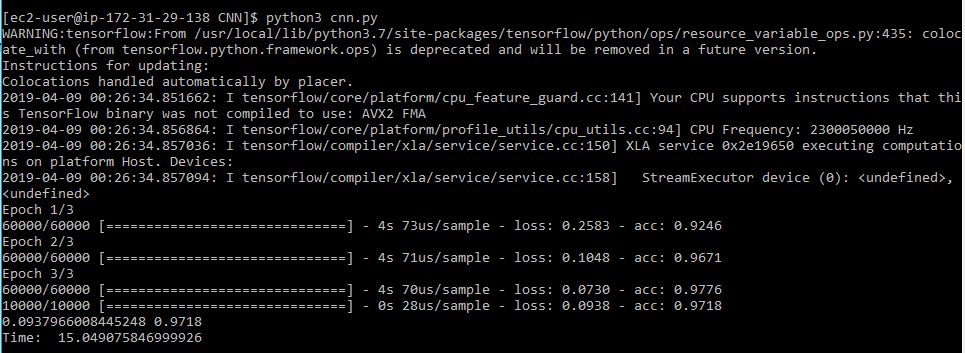 [ec2-user@ip-172-31-29-138 CNN]$ python3 cnn.py
WARNING:tensorflow:From /usr/local/lib/python3.7/site-packages/tensorflow/python/ops/resource_variable_ops.py:435: coloc
ate_with (from tensorflow.python.framework.ops) is deprecated and will be removed in a future version.
Instructions for updating:
Colocations handled automatically by placer.
2019-04-09 00:26:34.851662: I tensorflow/core/platform/cpu_feature_guard.cc:141] Your CPU supports instructions that thi
s TensorFlow binary was not compiled to use: AVX2 FMA
2019-04-09 00:26:34.856864: I tensorflow/core/platform/profile_utils/cpu_utils.cc:94] CPU Frequency: 2300050000 Hz
2019-04-09 00:26:34.857036: I tensorflow/compiler/xla/service/service.cc:150] XLA service 0x2e19650 executing computatio
ns on platform Host. Devices:
2019-04-09 00:26:34.857094: I tensorflow/compiler/xla/service/service.cc:158]   StreamExecutor device (0): <undefined>,
<undefined>
Epoch 1/3
60000/60000 [==============================] - 4s 73us/sample - loss: 0.2583 - acc: 0.9246
Epoch 2/3
60000/60000 [==============================] - 4s 71us/sample - loss: 0.1048 - acc: 0.9671
Epoch 3/3
60000/60000 [==============================] - 4s 70us/sample - loss: 0.0730 - acc: 0.9776
10000/10000 [==============================] - 0s 28us/sample - loss: 0.0938 - acc: 0.9718
0.0937966008445248 0.9718
Time:  15.049075846999926